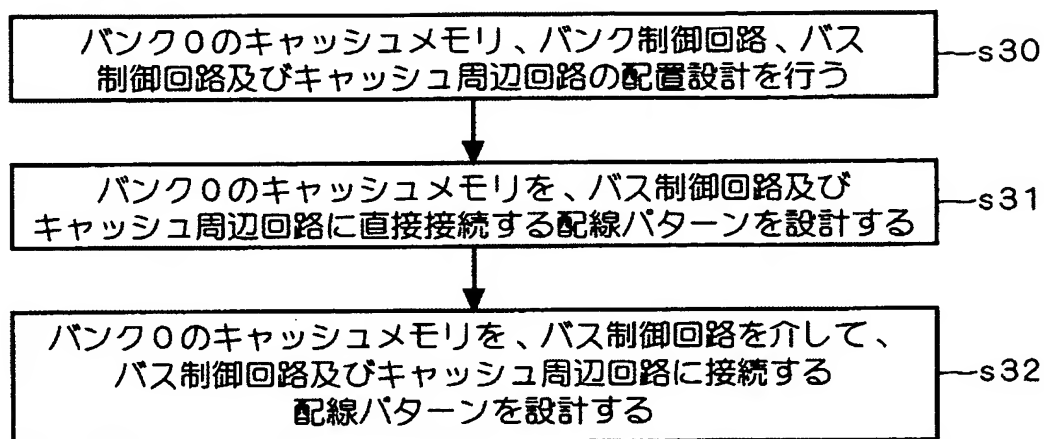 バンク0のキャッシュメモリ、バンク制御回路、バス
制御回路及びキャッシュ周辺回路の配置設計を行う
s30
バンク0のキャッシュメモリを、バス制御回路及び
キャッシュ周辺回路に直接接続する配線パターンを設計する
s31
バンク0のキャッシュメモリを、バス制御回路を介して、
バス制御回路及びキャッシュ周辺回路に接続する
配線パターンを設計する
s32